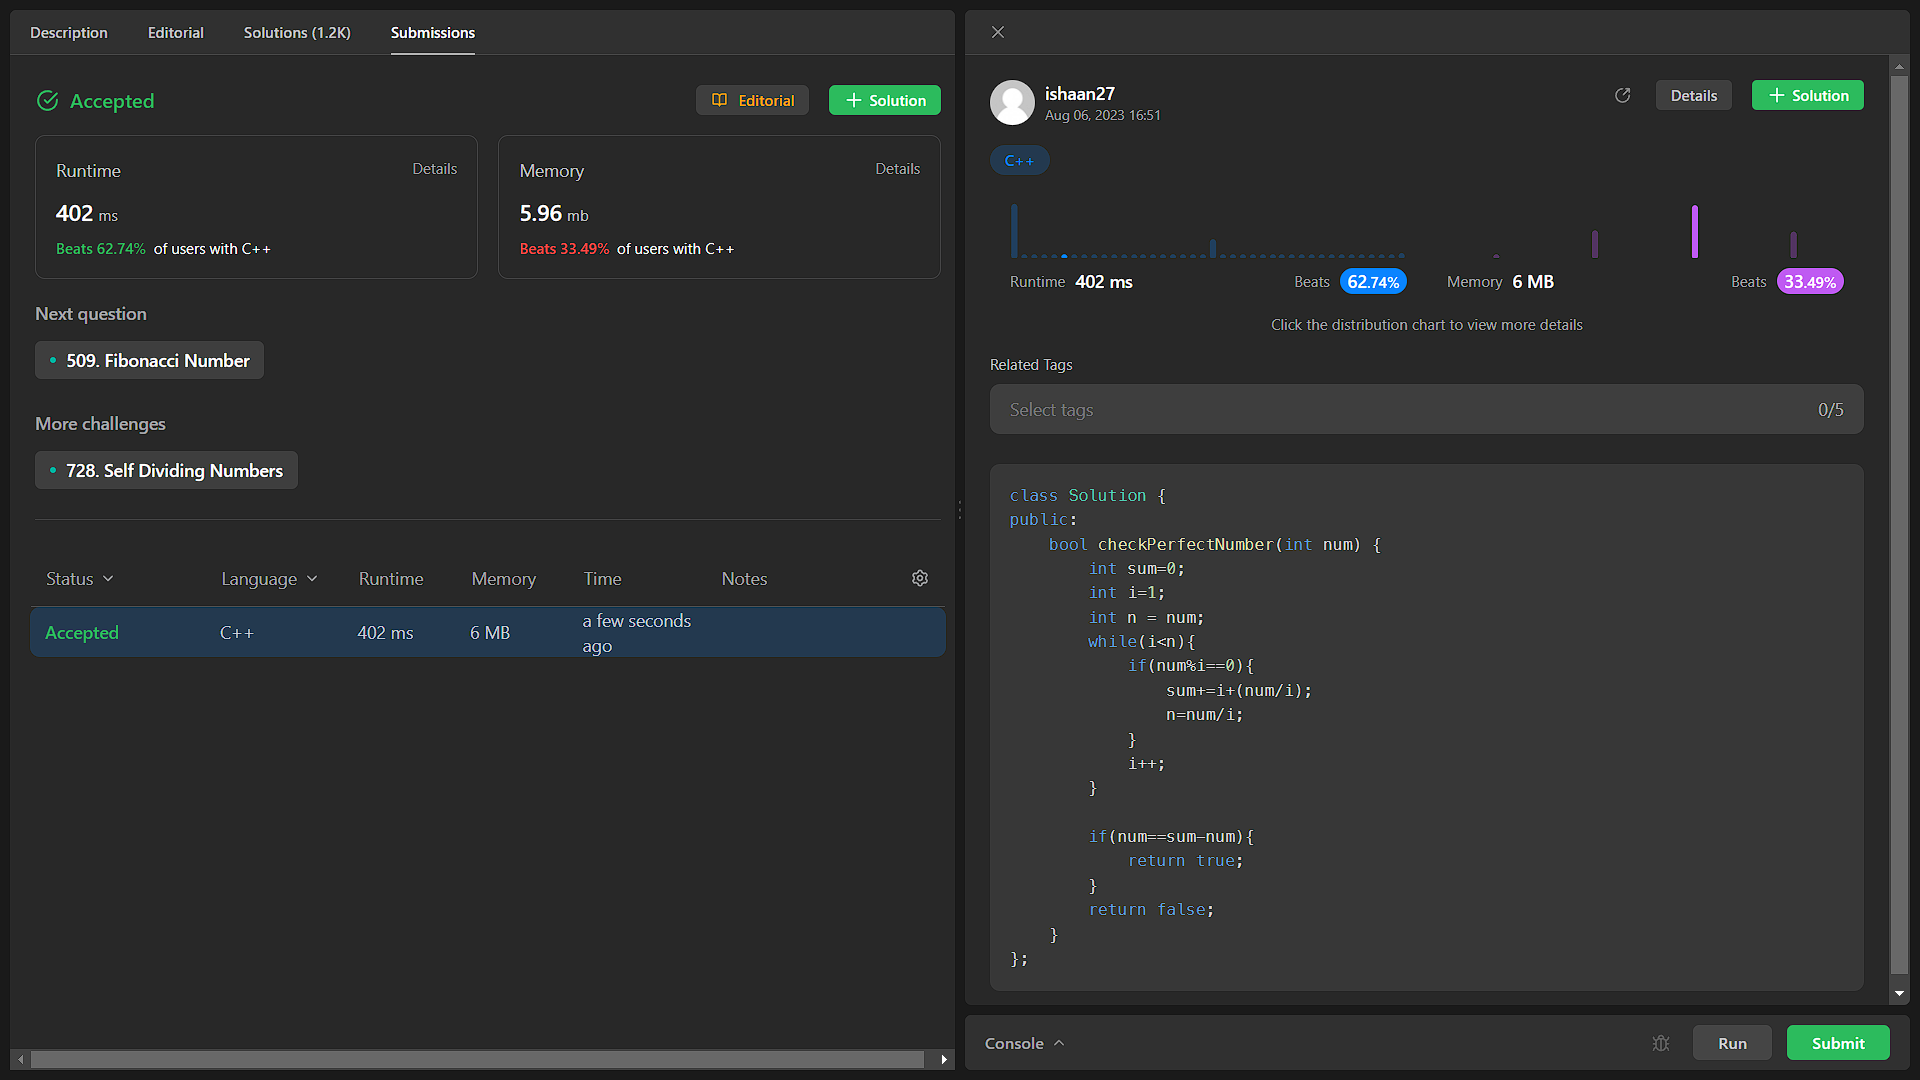 Description Editorial Solutions (1.2K) Submissions
Accepted Editorial + Solution
Runtime Details
402 ms
Beats 62.74% of users with C++
Memory Details
5.96 mb
Beats 33.49% of users with C++
Next question
509. Fibonacci Number
More challenges
728. Self Dividing Numbers
Status Language Runtime Memory Time Notes
Accepted C++ 402 ms 6 MB a few seconds
ago
ishaan27
Aug 06, 2023 16:51
Details + Solution
C++
Runtime 402 ms Beats 62.74% Memory 6 MB Beats 33.49%
Click the distribution chart to view more details
Related Tags
Select tags 0/5
class Solution {
public:
    bool checkPerfectNumber(int num) {
        int sum=0;
        int i=1;
        int n = num;
        while(i<n){
            if(num%i==0){
                sum+=i+(num/i);
                n=num/i;
            }
            i++;
        }
        if(num==sum-num){
            return true;
        }
        return false;
    }
};
Console Run Submit